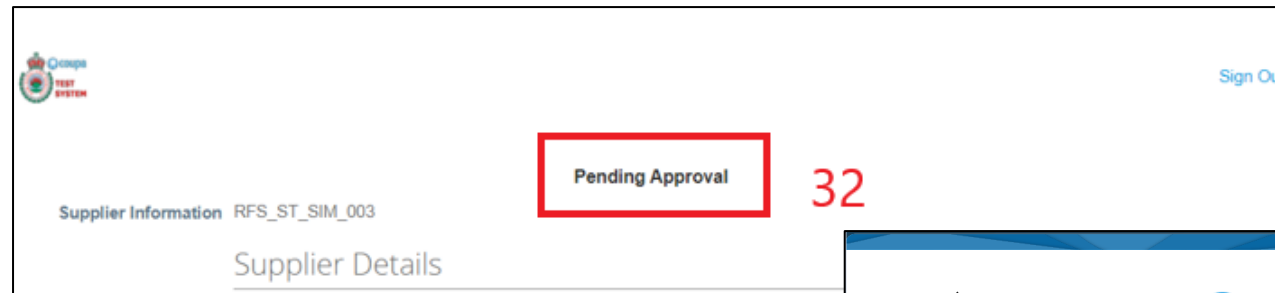 coupa
TEST
SYSTEM
Sign Ou
Pending Approval
32
Supplier Information RFS_ST_SIM_003
Supplier Details